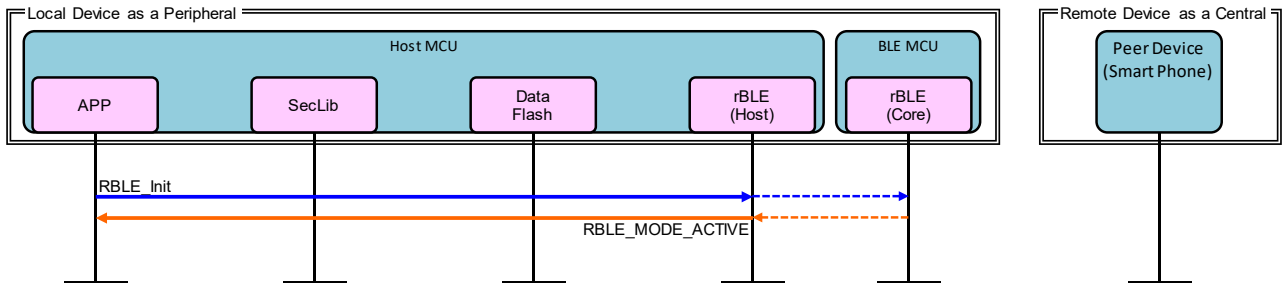 Local Device as a Peripheral
Remote Device as a Central
Host MCU
BLE MCU
Peer Device
(Smart Phone)
APP
SecLib
Data
Flash
rBLE
(Host)
rBLE
(Core)
RBLE_Init
RBLE_MODE_ACTIVE